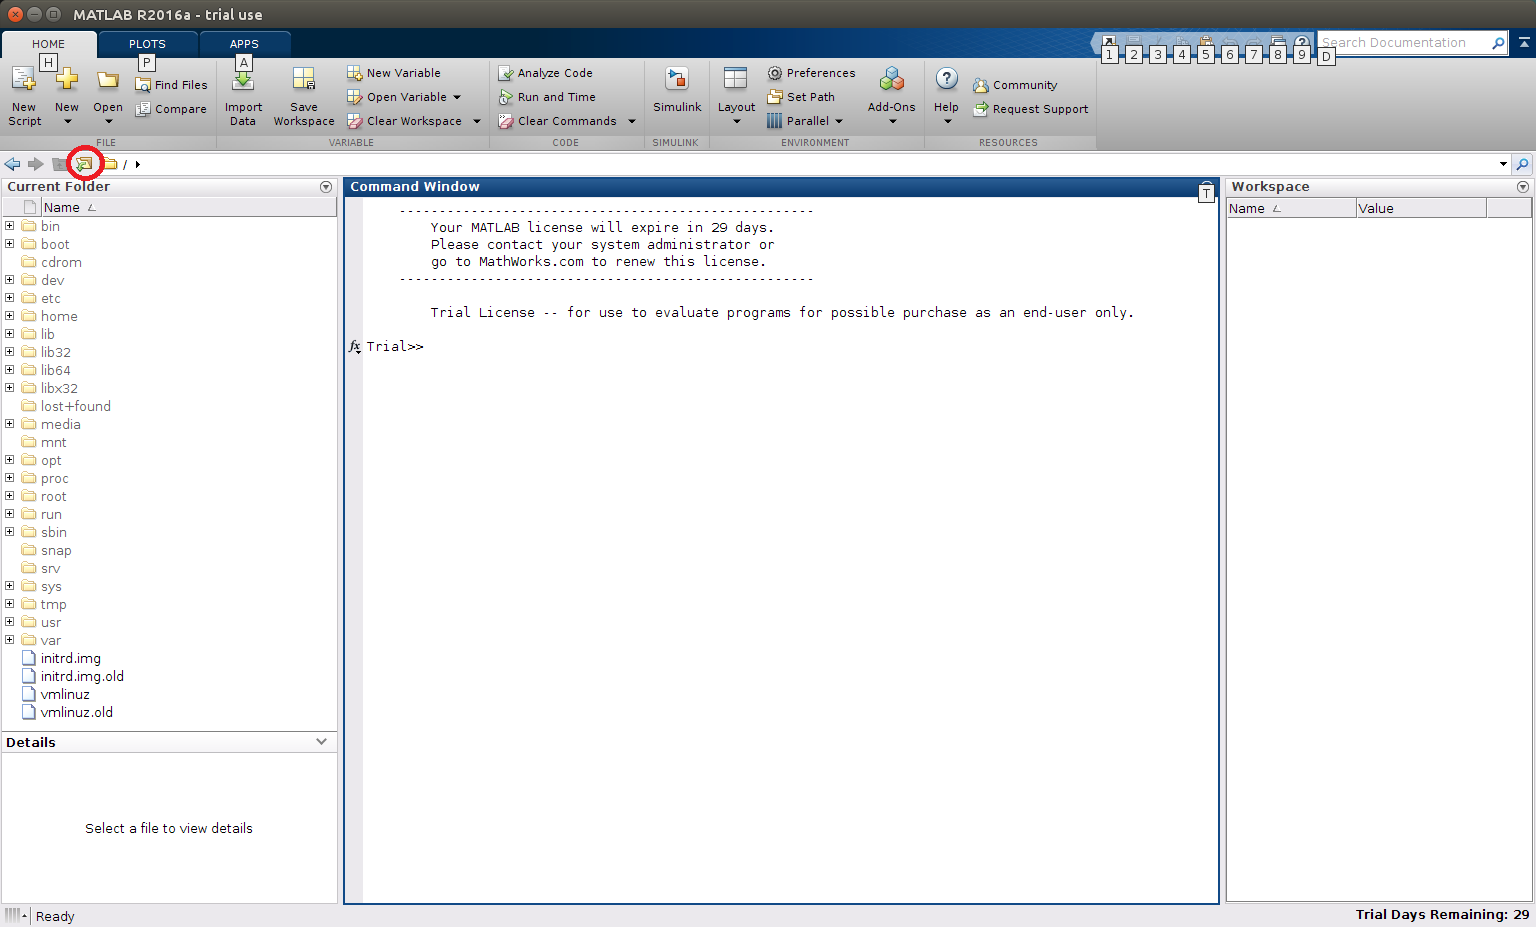 MATLAB R2016a - trial use
HOME PLOTS APPS
Search Documentation
H P A 1 2 3 4 5 6 7 8 9 D
New Script
New
Open
Find Files
Compare
Import Data
Save Workspace
New Variable
Open Variable
Clear Workspace
Analyze Code
Run and Time
Clear Commands
Simulink
Layout
Preferences
Set Path
Parallel
Add-Ons
Help
Community
Request Support
FILE VARIABLE CODE SIMULINK ENVIRONMENT RESOURCES
/
Current Folder
Name
bin
boot
cdrom
dev
etc
home
lib
lib32
lib64
libx32
lost+found
media
mnt
opt
proc
root
run
sbin
snap
srv
sys
tmp
usr
var
initrd.img
initrd.img.old
vmlinuz
vmlinuz.old
Details
Select a file to view details
Command Window
T
-----------------------------------------------------
Your MATLAB license will expire in 29 days.
Please contact your system administrator or
go to MathWorks.com to renew this license.
-----------------------------------------------------
Trial License -- for use to evaluate programs for possible purchase as an end-user only.
fx Trial>>
Workspace
Name Value
Ready
Trial Days Remaining: 29